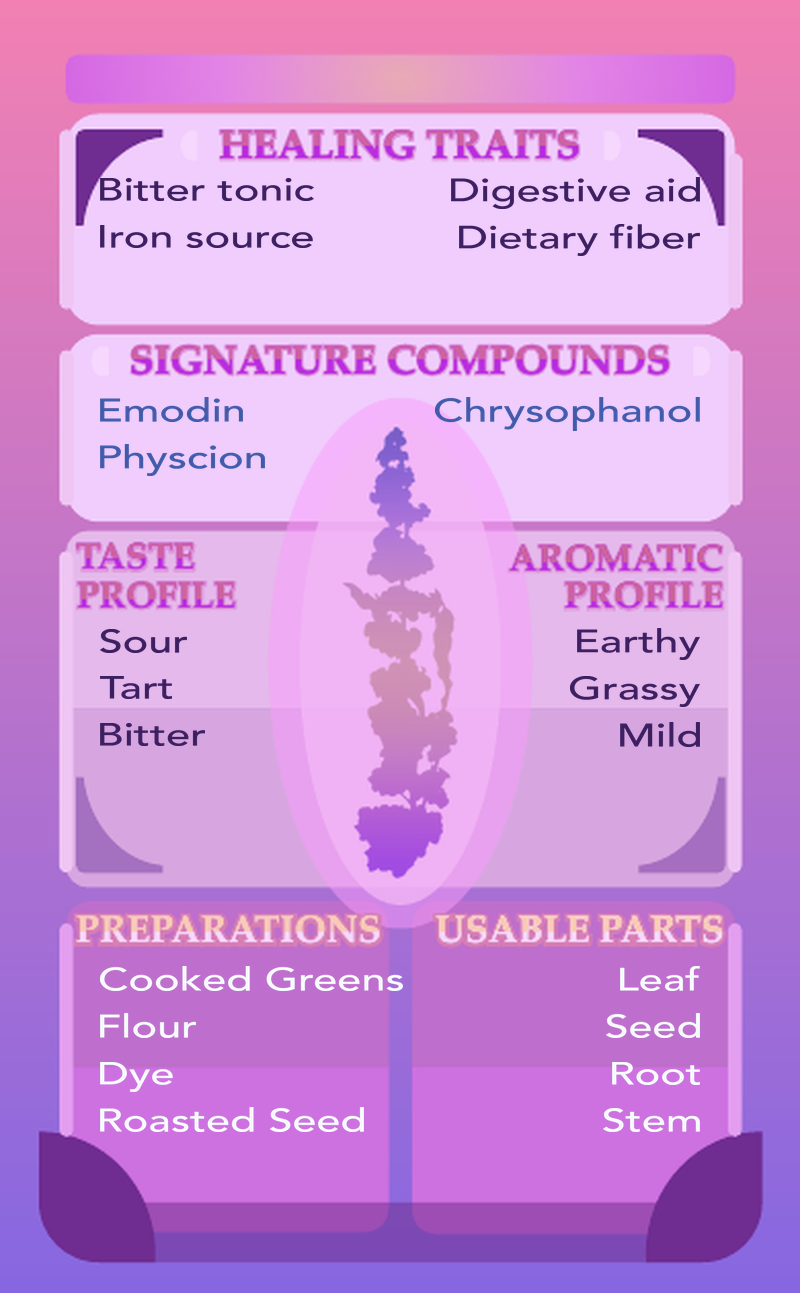 HEALING TRAITS
Bitter tonic Digestive aid
Iron source Dietary fiber
SIGNATURE COMPOUNDS
Emodin Chrysophanol
Physcion
TASTE
PROFILE
Sour
Tart
Bitter
AROMATIC
PROFILE
Earthy
Grassy
Mild
PREPARATIONS
Cooked Greens
Flour
Dye
Roasted Seed
USABLE PARTS
Leaf
Seed
Root
Stem